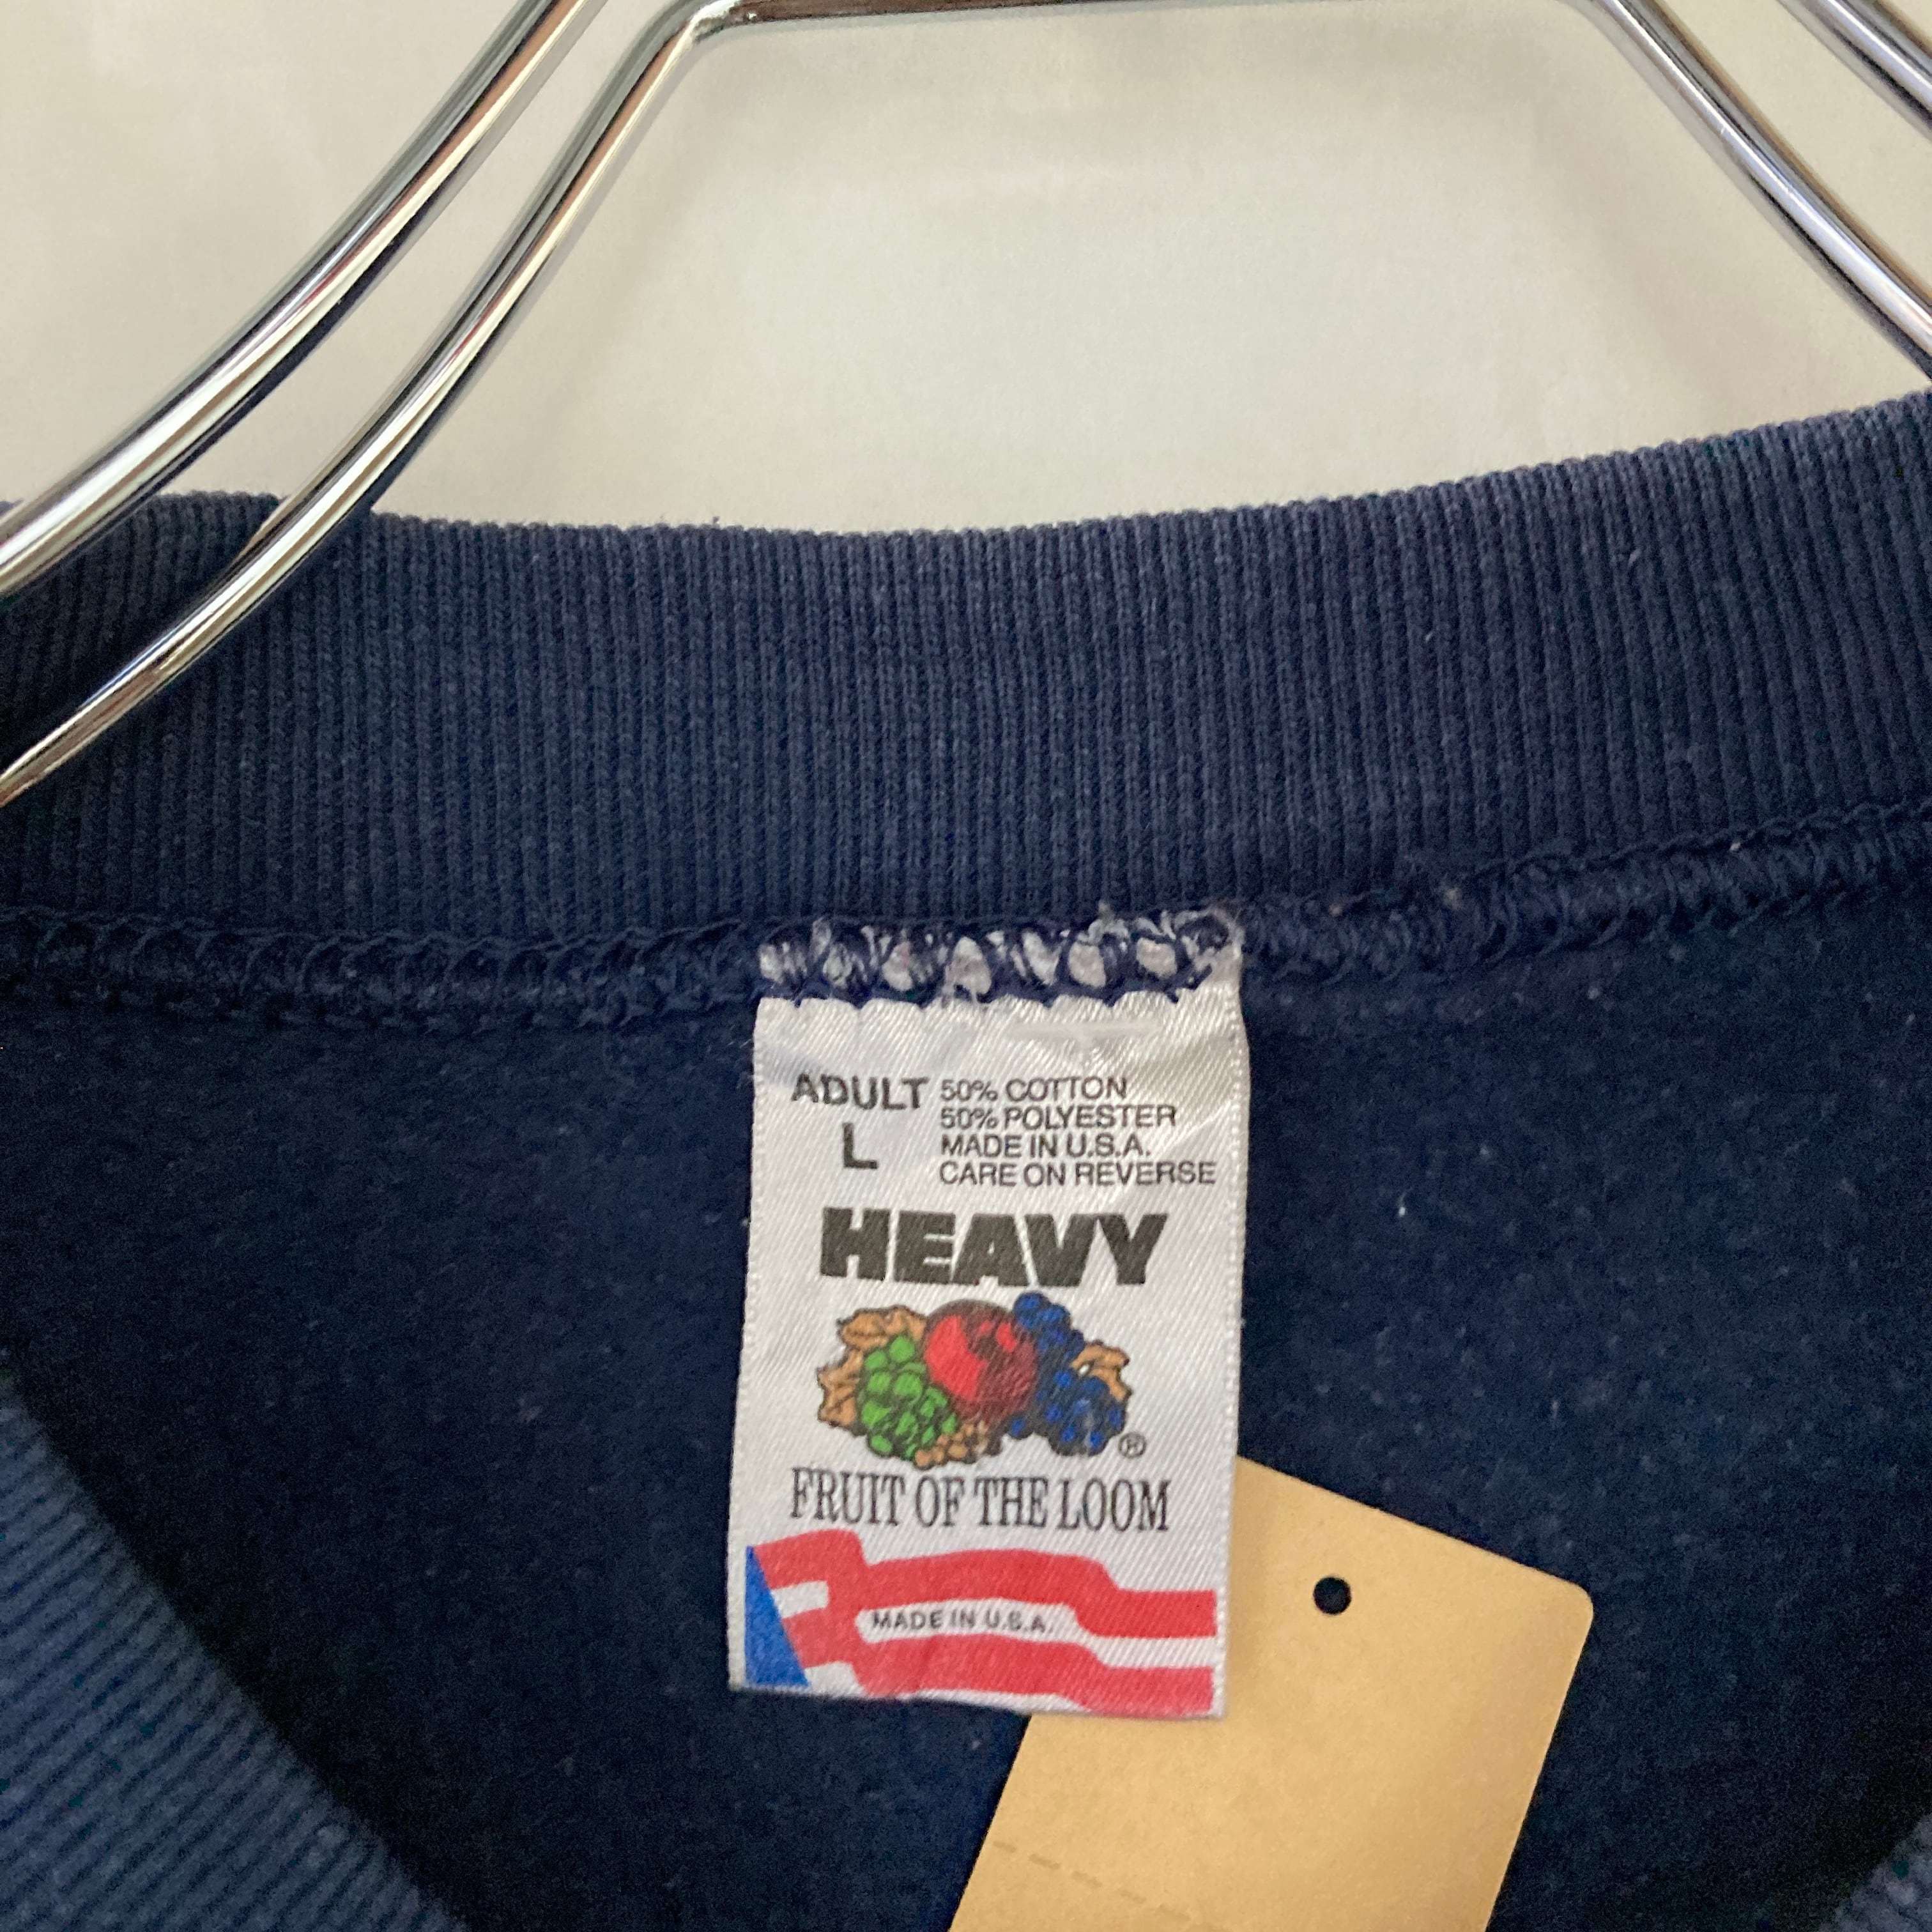 ADULT
L
50% COTTON
50% POLYESTER
MADE IN U.S.A.
CARE ON REVERSE
HEAVY
®
FRUIT OF THE LOOM
MADE IN U.S.A.